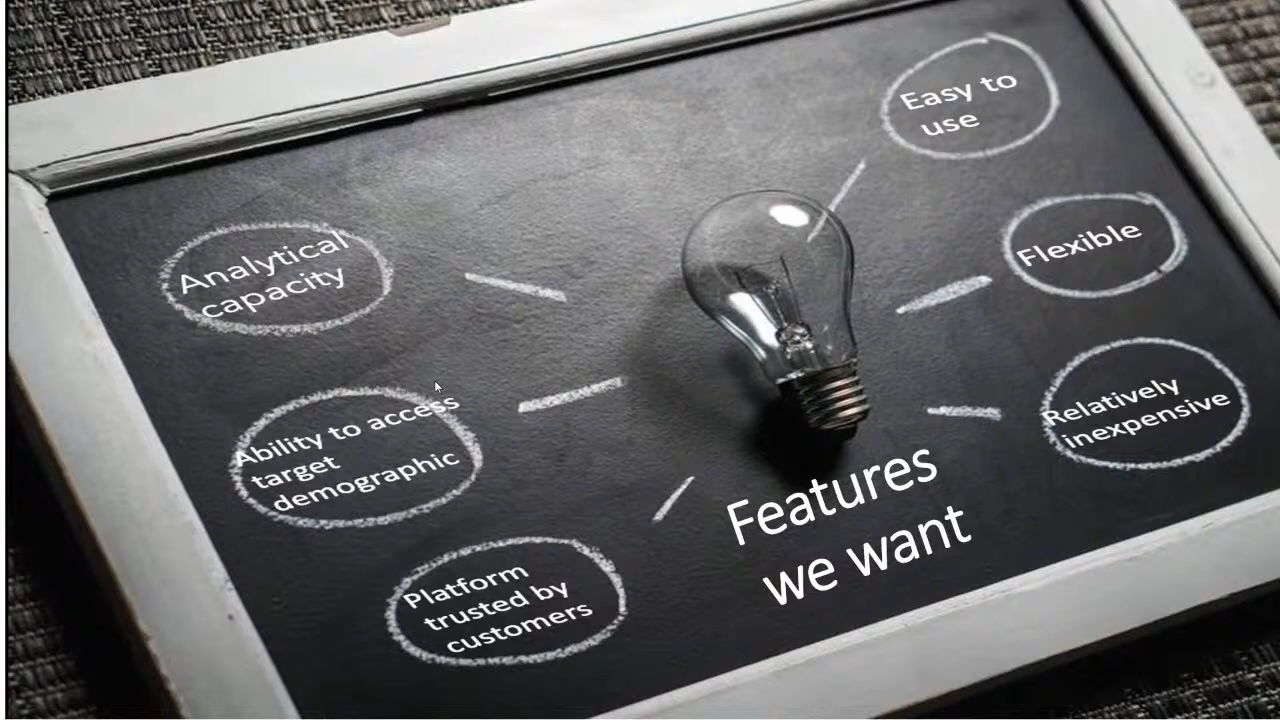 Easy to
use
Analytical
capacity
Flexible
Relatively
inexpensive
Ability to access
target
demographic
Features
we want
Platform
trusted by
customers